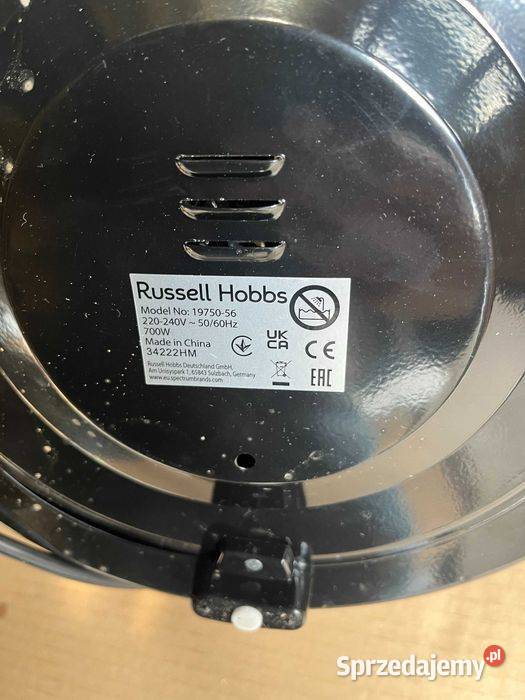 Russell Hobbs
Model No: 19750-56
220-240V ~ 50/60Hz
700W
Made in China
34222HM
UK
CA
CE
EAC
Russell Hobbs Deutschland GmbH,
Am Unisyspark 1, 65843 Sulzbach, Germany
www.eu.spectrumbrands.com
Sprzedajemy.pl